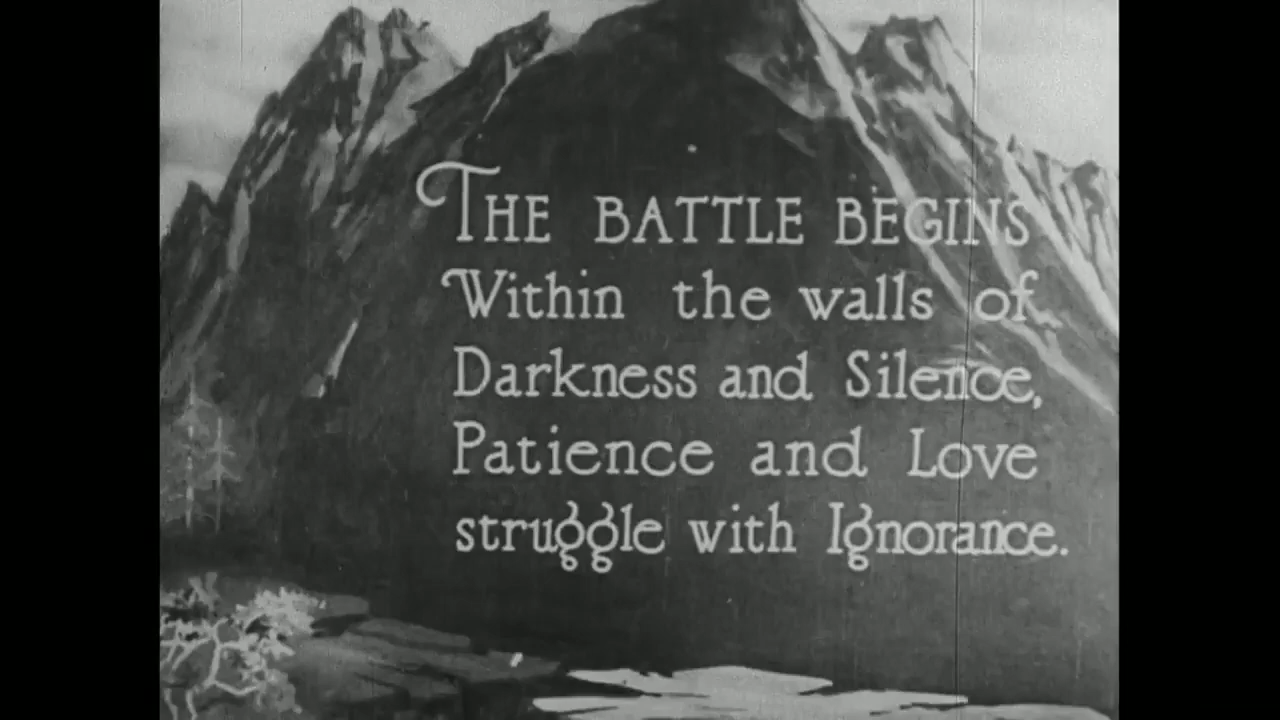 THE BATTLE BEGINS
Within the walls of
Darkness and Silence,
Patience and Love
struggle with Ignorance.